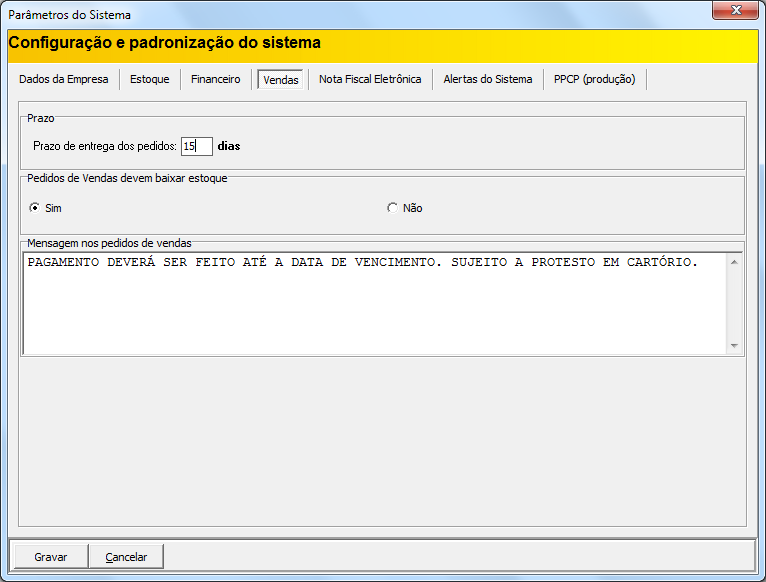 Parâmetros do Sistema
Configuração e padronização do sistema
Dados da Empresa Estoque Financeiro Vendas Nota Fiscal Eletrônica Alertas do Sistema PPCP (produção)
Prazo
Prazo de entrega dos pedidos: 15 dias
Pedidos de Vendas devem baixar estoque
Sim Não
Mensagem nos pedidos de vendas
PAGAMENTO DEVERÁ SER FEITO ATÉ A DATA DE VENCIMENTO. SUJEITO A PROTESTO EM CARTÓRIO.
Gravar Cancelar